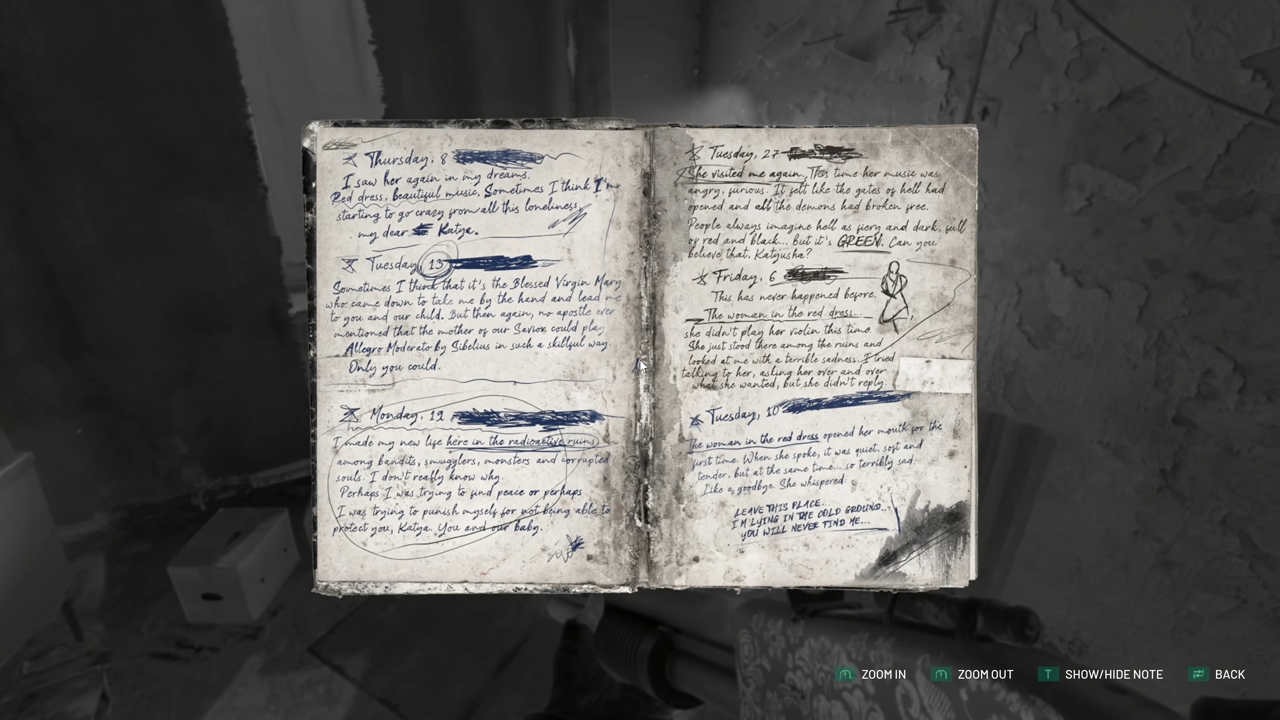 Thursday, 8
I saw her again in my dreams.
Red dress, beautiful music. Sometimes I think I'm
starting to go crazy from all this loneliness,
my dear Katya.
Tuesday, 13
Sometimes I think that it's the Blessed Virgin Mary
who came down to take me by the hand and lead me
to you and our child. But then again, no apostle ever
mentioned that the mother of our Savior could play
Allegro Moderato by Sibelius in such a skillful way.
Only you could.
Monday, 19
I made my new life here in the radioactive ruins,
among bandits, smugglers, monsters and corrupted
souls. I don't really know why.
Perhaps I was trying to find peace or perhaps
I was trying to punish myself for not being able to
protect you, Katya. You and our baby.
Tuesday, 27
She visited me again. This time her music was
angry, furious. It felt like the gates of hell had
opened and all the demons had broken free.
People always imagine hell as fiery and dark, full
of red and black... But it's GREEN. Can you
believe that, Katyusha?
Friday, 6
This has never happened before.
The woman in the red dress...
she didn't play her violin this time.
She just stood there among the ruins and
looked at me with a terrible sadness. I tried
talking to her, asking her over and over
what she wanted, but she didn't reply.
Tuesday, 10
The woman in the red dress opened her mouth for the
first time. When she spoke, it was quiet, soft and
tender, but at the same time... so terribly sad.
Like a goodbye. She whispered:
LEAVE THIS PLACE...
I'M LYING IN THE COLD GROUND...
YOU WILL NEVER FIND ME...
ZOOM IN
ZOOM OUT
T SHOW/HIDE NOTE
BACK